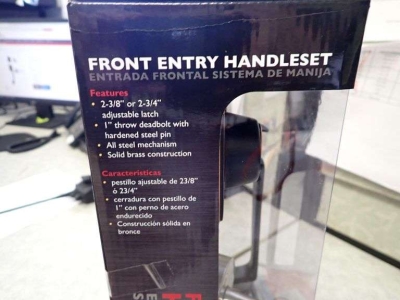 FRONT ENTRY HANDLESET
ENTRADA FRONTAL SISTEMA DE MANIJA
Features
• 2-3/8" or 2-3/4"
adjustable latch
• 1" throw deadbolt with
hardened steel pin
• All steel mechanism
• Solid brass construction
Características
• pestillo ajustable de 23/8"
ó 23/4"
• cerradura con pestillo de
1" con perno de acero
endurecido
• Construcción sólida en
bronce